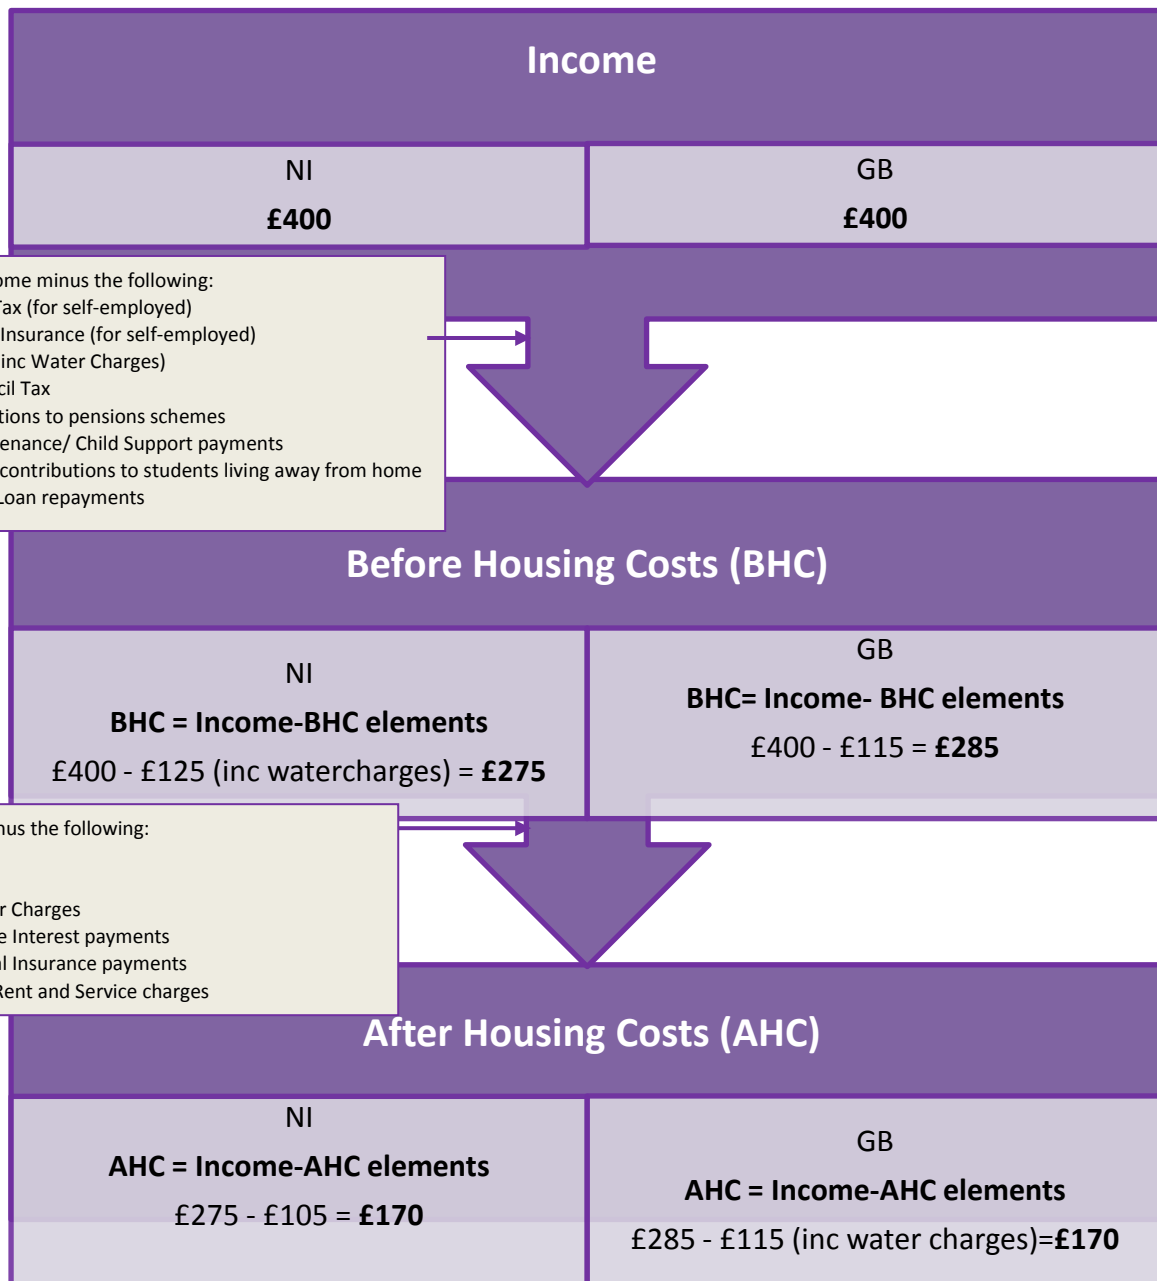 Income
NI
£400
GB
£400
ome minus the following:
Tax (for self-employed)
Insurance (for self-employed)
inc Water Charges)
cil Tax
tions to pensions schemes
enance/ Child Support payments
contributions to students living away from home
Loan repayments
Before Housing Costs (BHC)
NI
BHC = Income-BHC elements
£400 - £125 (inc watercharges) = £275
GB
BHC= Income- BHC elements
£400 - £115 = £285
nus the following:
r Charges
e Interest payments
al Insurance payments
Rent and Service charges
After Housing Costs (AHC)
NI
AHC = Income-AHC elements
£275 - £105 = £170
GB
AHC = Income-AHC elements
£285 - £115 (inc water charges)=£170